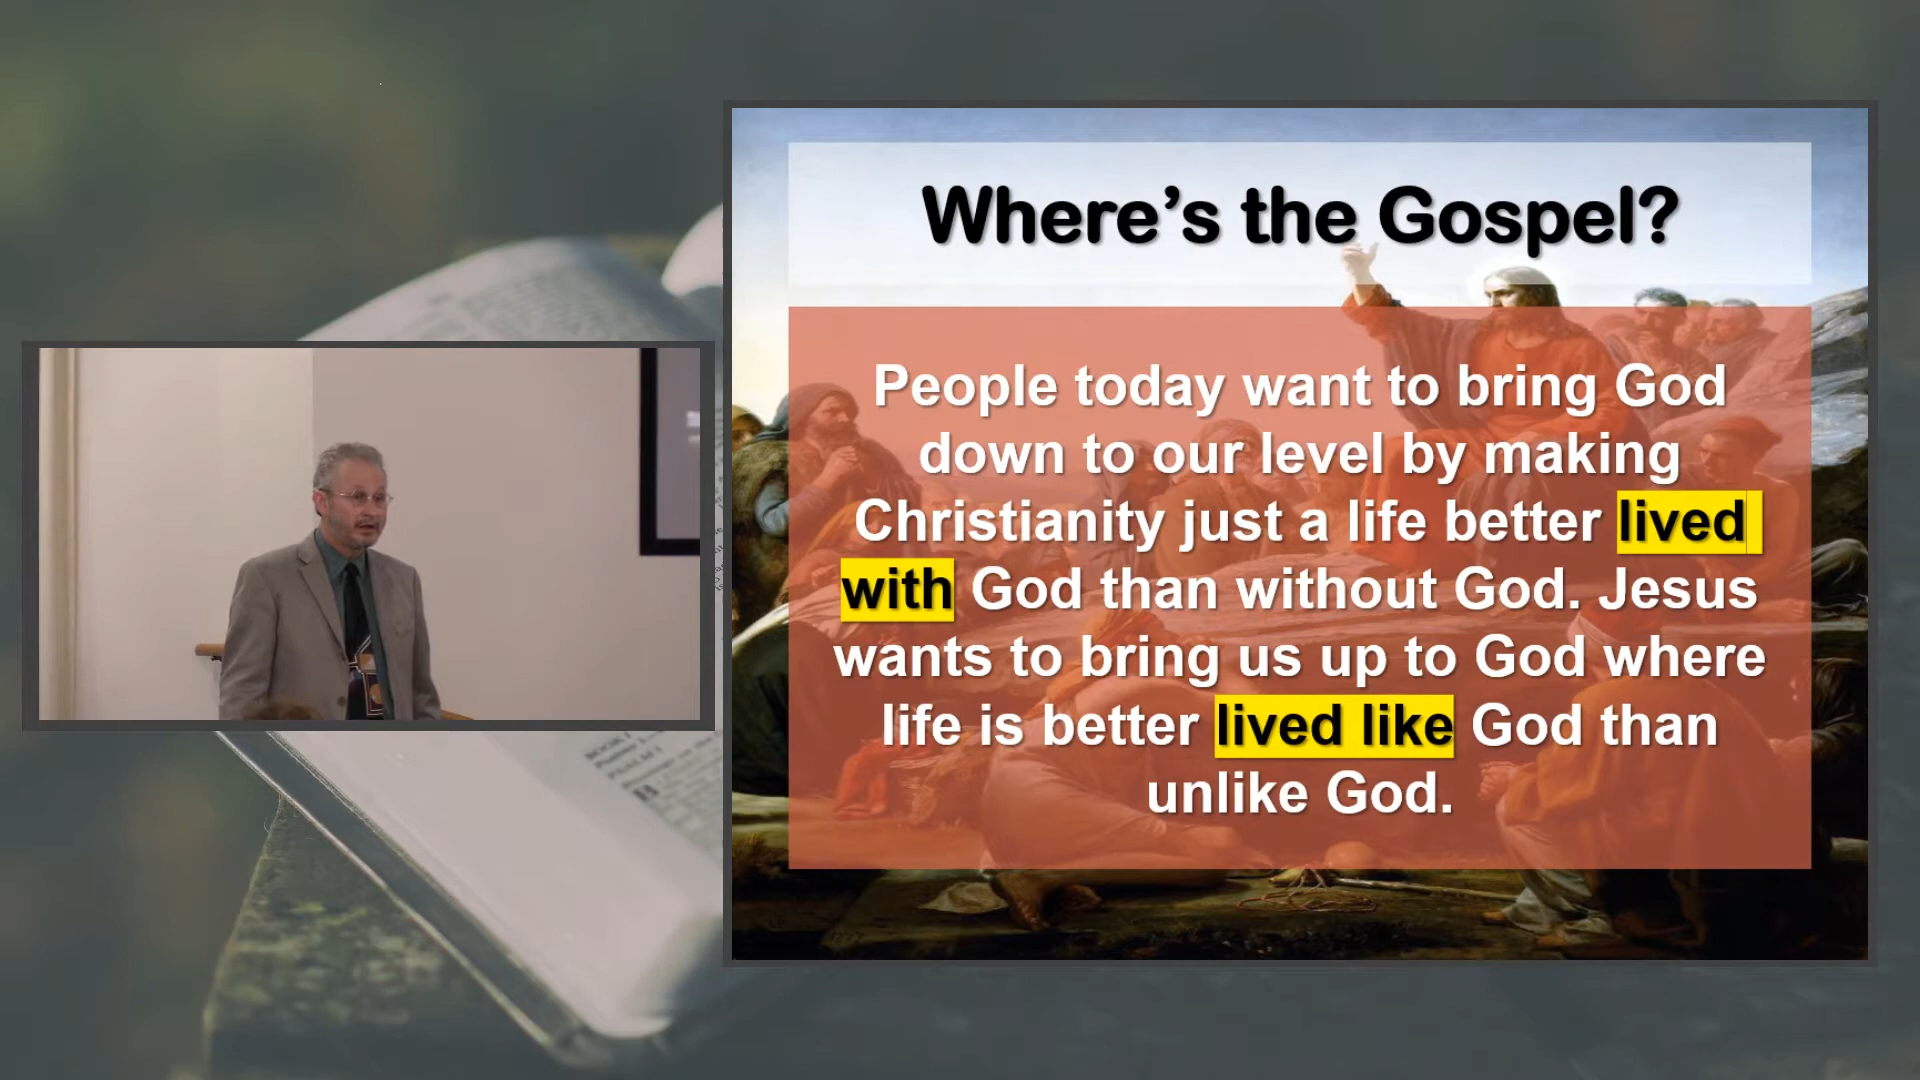 Where's the Gospel?
People today want to bring God
down to our level by making
Christianity just a life better lived
with God than without God. Jesus
wants to bring us up to God where
life is better lived like God than
unlike God.